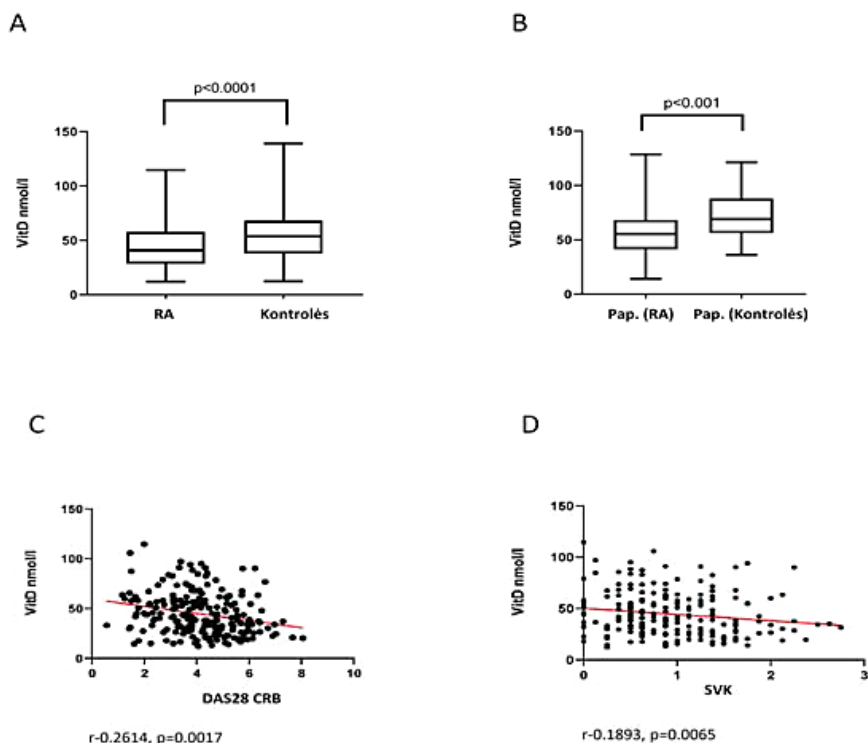 A
p<0.0001
VitD nmol/l
150
100
50
0
RA Kontrolės
B
p<0.001
VitD nmol/l
150
100
50
0
Pap. (RA) Pap. (Kontrolės)
C
VitD nmol/l
150
100
50
0
0 2 4 6 8 10
DAS28 CRB
r-0.2614, p=0.0017
D
VitD nmol/l
150
100
50
0
0 1 2 3
SVK
r-0.1893, p=0.0065